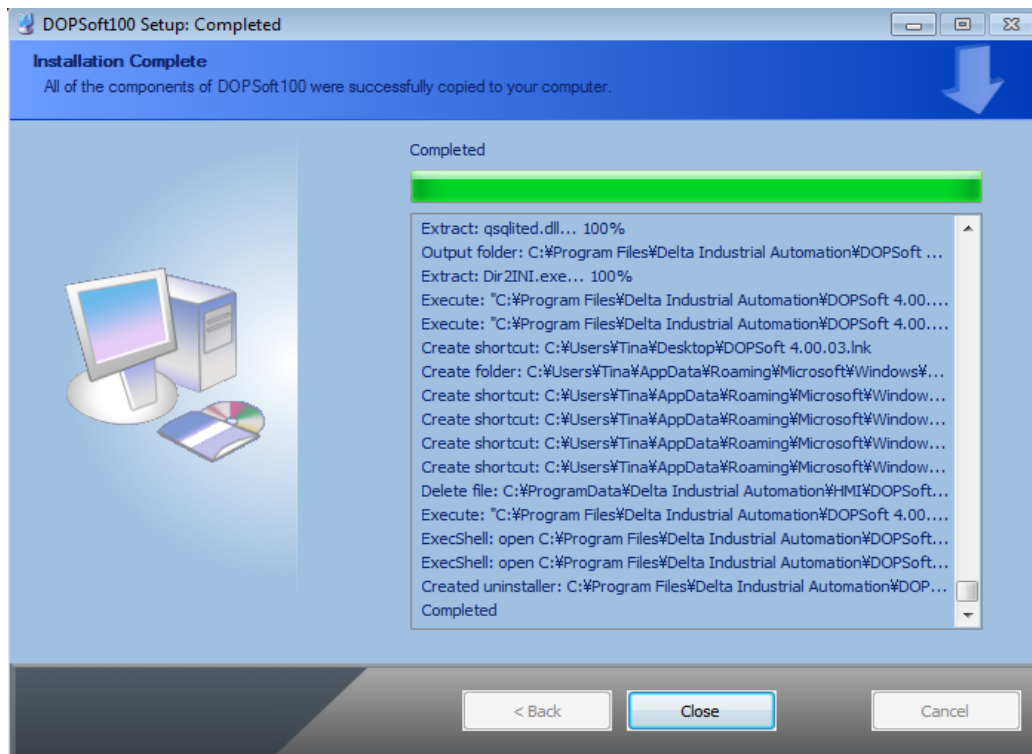 DOPSoft100 Setup: Completed
Installation Complete
All of the components of DOPSoft100 were successfully copied to your computer.
Completed
Extract: qsqlited.dll... 100%
Output folder: C:¥Program Files¥Delta Industrial Automation¥DOPSoft ...
Extract: Dir2INI.exe... 100%
Execute: "C:¥Program Files¥Delta Industrial Automation¥DOPSoft 4.00....
Execute: "C:¥Program Files¥Delta Industrial Automation¥DOPSoft 4.00....
Create shortcut: C:¥Users¥Tina¥Desktop¥DOPSoft 4.00.03.lnk
Create folder: C:¥Users¥Tina¥AppData¥Roaming¥Microsoft¥Windows¥...
Create shortcut: C:¥Users¥Tina¥AppData¥Roaming¥Microsoft¥Window...
Create shortcut: C:¥Users¥Tina¥AppData¥Roaming¥Microsoft¥Window...
Create shortcut: C:¥Users¥Tina¥AppData¥Roaming¥Microsoft¥Window...
Create shortcut: C:¥Users¥Tina¥AppData¥Roaming¥Microsoft¥Window...
Delete file: C:¥ProgramData¥Delta Industrial Automation¥HMI¥DOPSoft...
Execute: "C:¥Program Files¥Delta Industrial Automation¥DOPSoft 4.00....
ExecShell: open C:¥Program Files¥Delta Industrial Automation¥DOPSoft...
ExecShell: open C:¥Program Files¥Delta Industrial Automation¥DOPSoft...
Created uninstaller: C:¥Program Files¥Delta Industrial Automation¥DOP...
Completed
< Back
Close
Cancel